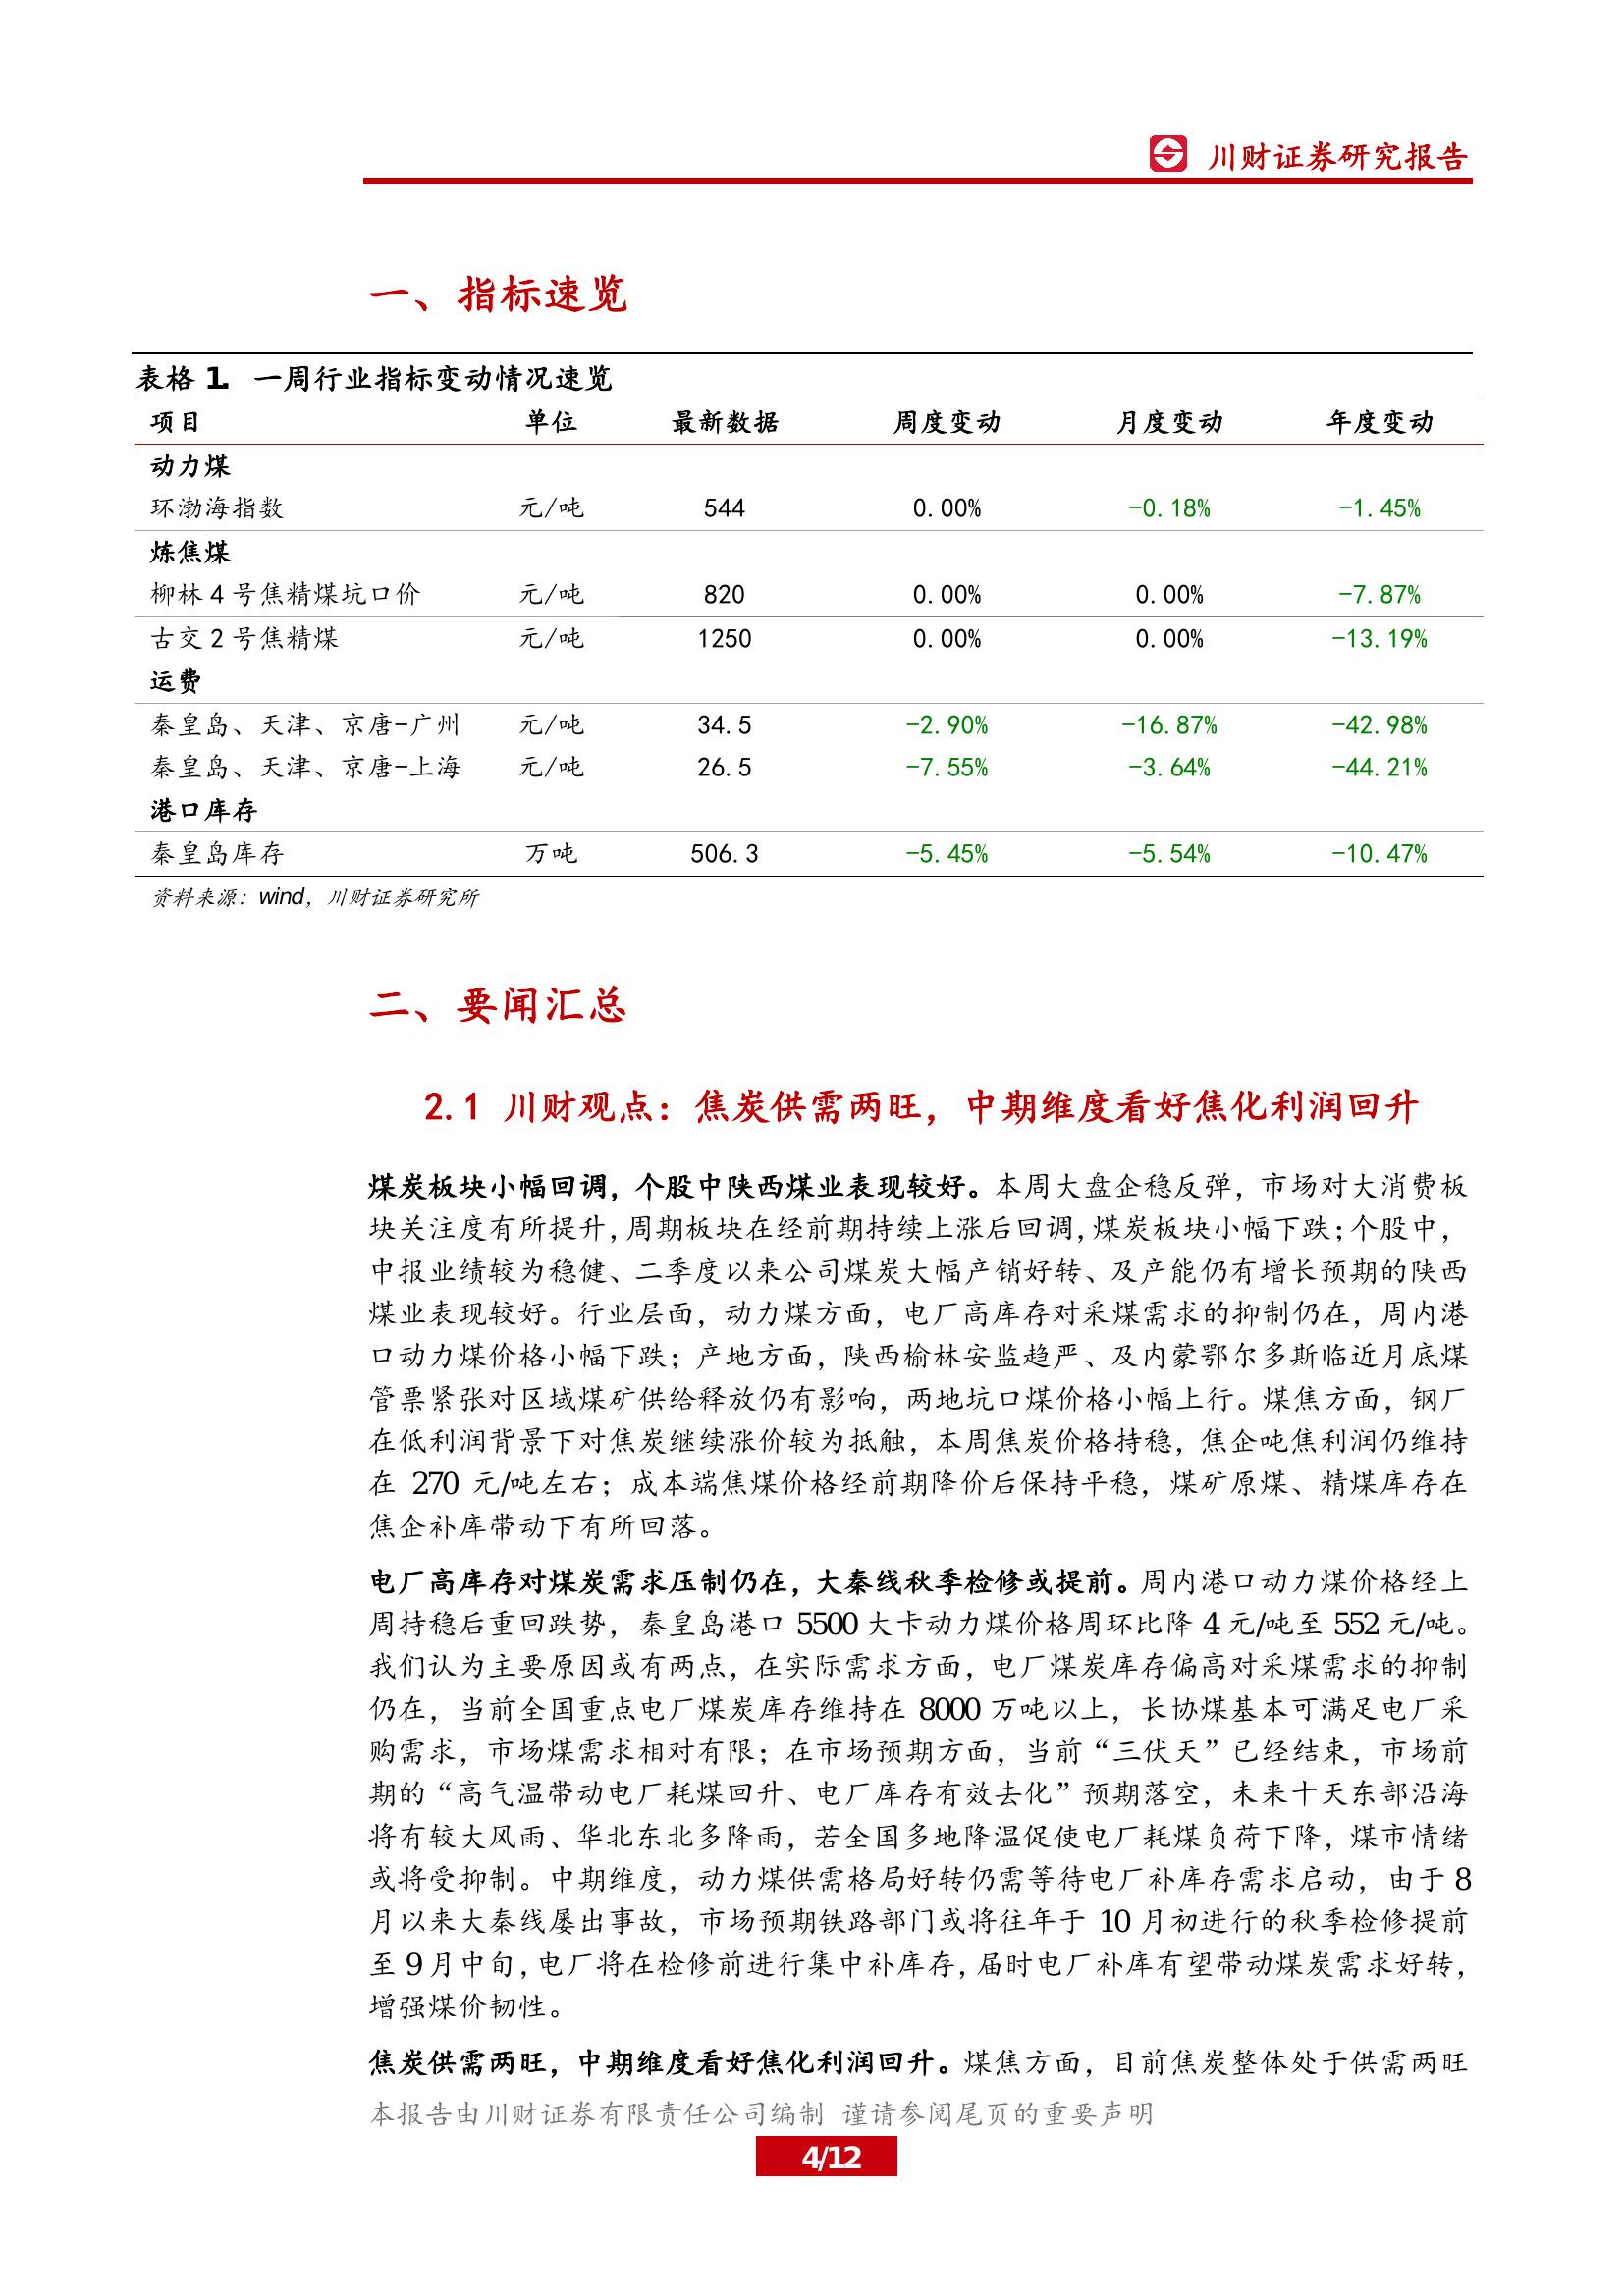 川财证券研究报告
一、指标速览
表格 1. 一周行业指标变动情况速览
项目 单位 最新数据 周度变动 月度变动 年度变动
动力煤
环渤海指数 元/吨 544 0.00% -0.18% -1.45%
炼焦煤
柳林 4 号焦精煤坑口价 元/吨 820 0.00% 0.00% -7.87%
古交 2 号焦精煤 元/吨 1250 0.00% 0.00% -13.19%
运费
秦皇岛、天津、京唐-广州 元/吨 34.5 -2.90% -16.87% -42.98%
秦皇岛、天津、京唐-上海 元/吨 26.5 -7.55% -3.64% -44.21%
港口库存
秦皇岛库存 万吨 506.3 -5.45% -5.54% -10.47%
资料来源：wind，川财证券研究所
二、要闻汇总
2.1 川财观点：焦炭供需两旺，中期维度看好焦化利润回升
煤炭板块小幅回调，个股中陕西煤业表现较好。本周大盘企稳反弹，市场对大消费板
块关注度有所提升，周期板块在经前期持续上涨后回调，煤炭板块小幅下跌；个股中，
中报业绩较为稳健、二季度以来公司煤炭大幅产销好转、及产能仍有增长预期的陕西
煤业表现较好。行业层面，动力煤方面，电厂高库存对采煤需求的抑制仍在，周内港
口动力煤价格小幅下跌；产地方面，陕西榆林安监趋严、及内蒙鄂尔多斯临近月底煤
管票紧张对区域煤矿供给释放仍有影响，两地坑口煤价格小幅上行。煤焦方面，钢厂
在低利润背景下对焦炭继续涨价较为抵触，本周焦炭价格持稳，焦企吨焦利润仍维持
在 270 元/吨左右；成本端焦煤价格经前期降价后保持平稳，煤矿原煤、精煤库存在
焦企补库带动下有所回落。
电厂高库存对煤炭需求压制仍在，大秦线秋季检修或提前。周内港口动力煤价格经上
周持稳后重回跌势，秦皇岛港口 5500 大卡动力煤价格周环比降 4 元/吨至 552 元/吨。
我们认为主要原因或有两点，在实际需求方面，电厂煤炭库存偏高对采煤需求的抑制
仍在，当前全国重点电厂煤炭库存维持在 8000 万吨以上，长协煤基本可满足电厂采
购需求，市场煤需求相对有限；在市场预期方面，当前“三伏天”已经结束，市场前
期的“高气温带动电厂耗煤回升、电厂库存有效去化”预期落空，未来十天东部沿海
将有较大风雨、华北东北多降雨，若全国多地降温促使电厂耗煤负荷下降，煤市情绪
或将受抑制。中期维度，动力煤供需格局好转仍需等待电厂补库存需求启动，由于 8
月以来大秦线屡出事故，市场预期铁路部门或将往年于 10 月初进行的秋季检修提前
至 9 月中旬，电厂将在检修前进行集中补库存，届时电厂补库有望带动煤炭需求好转，
增强煤价韧性。
焦炭供需两旺，中期维度看好焦化利润回升。煤焦方面，目前焦炭整体处于供需两旺
本报告由川财证券有限责任公司编制 谨请参阅尾页的重要声明
4/12